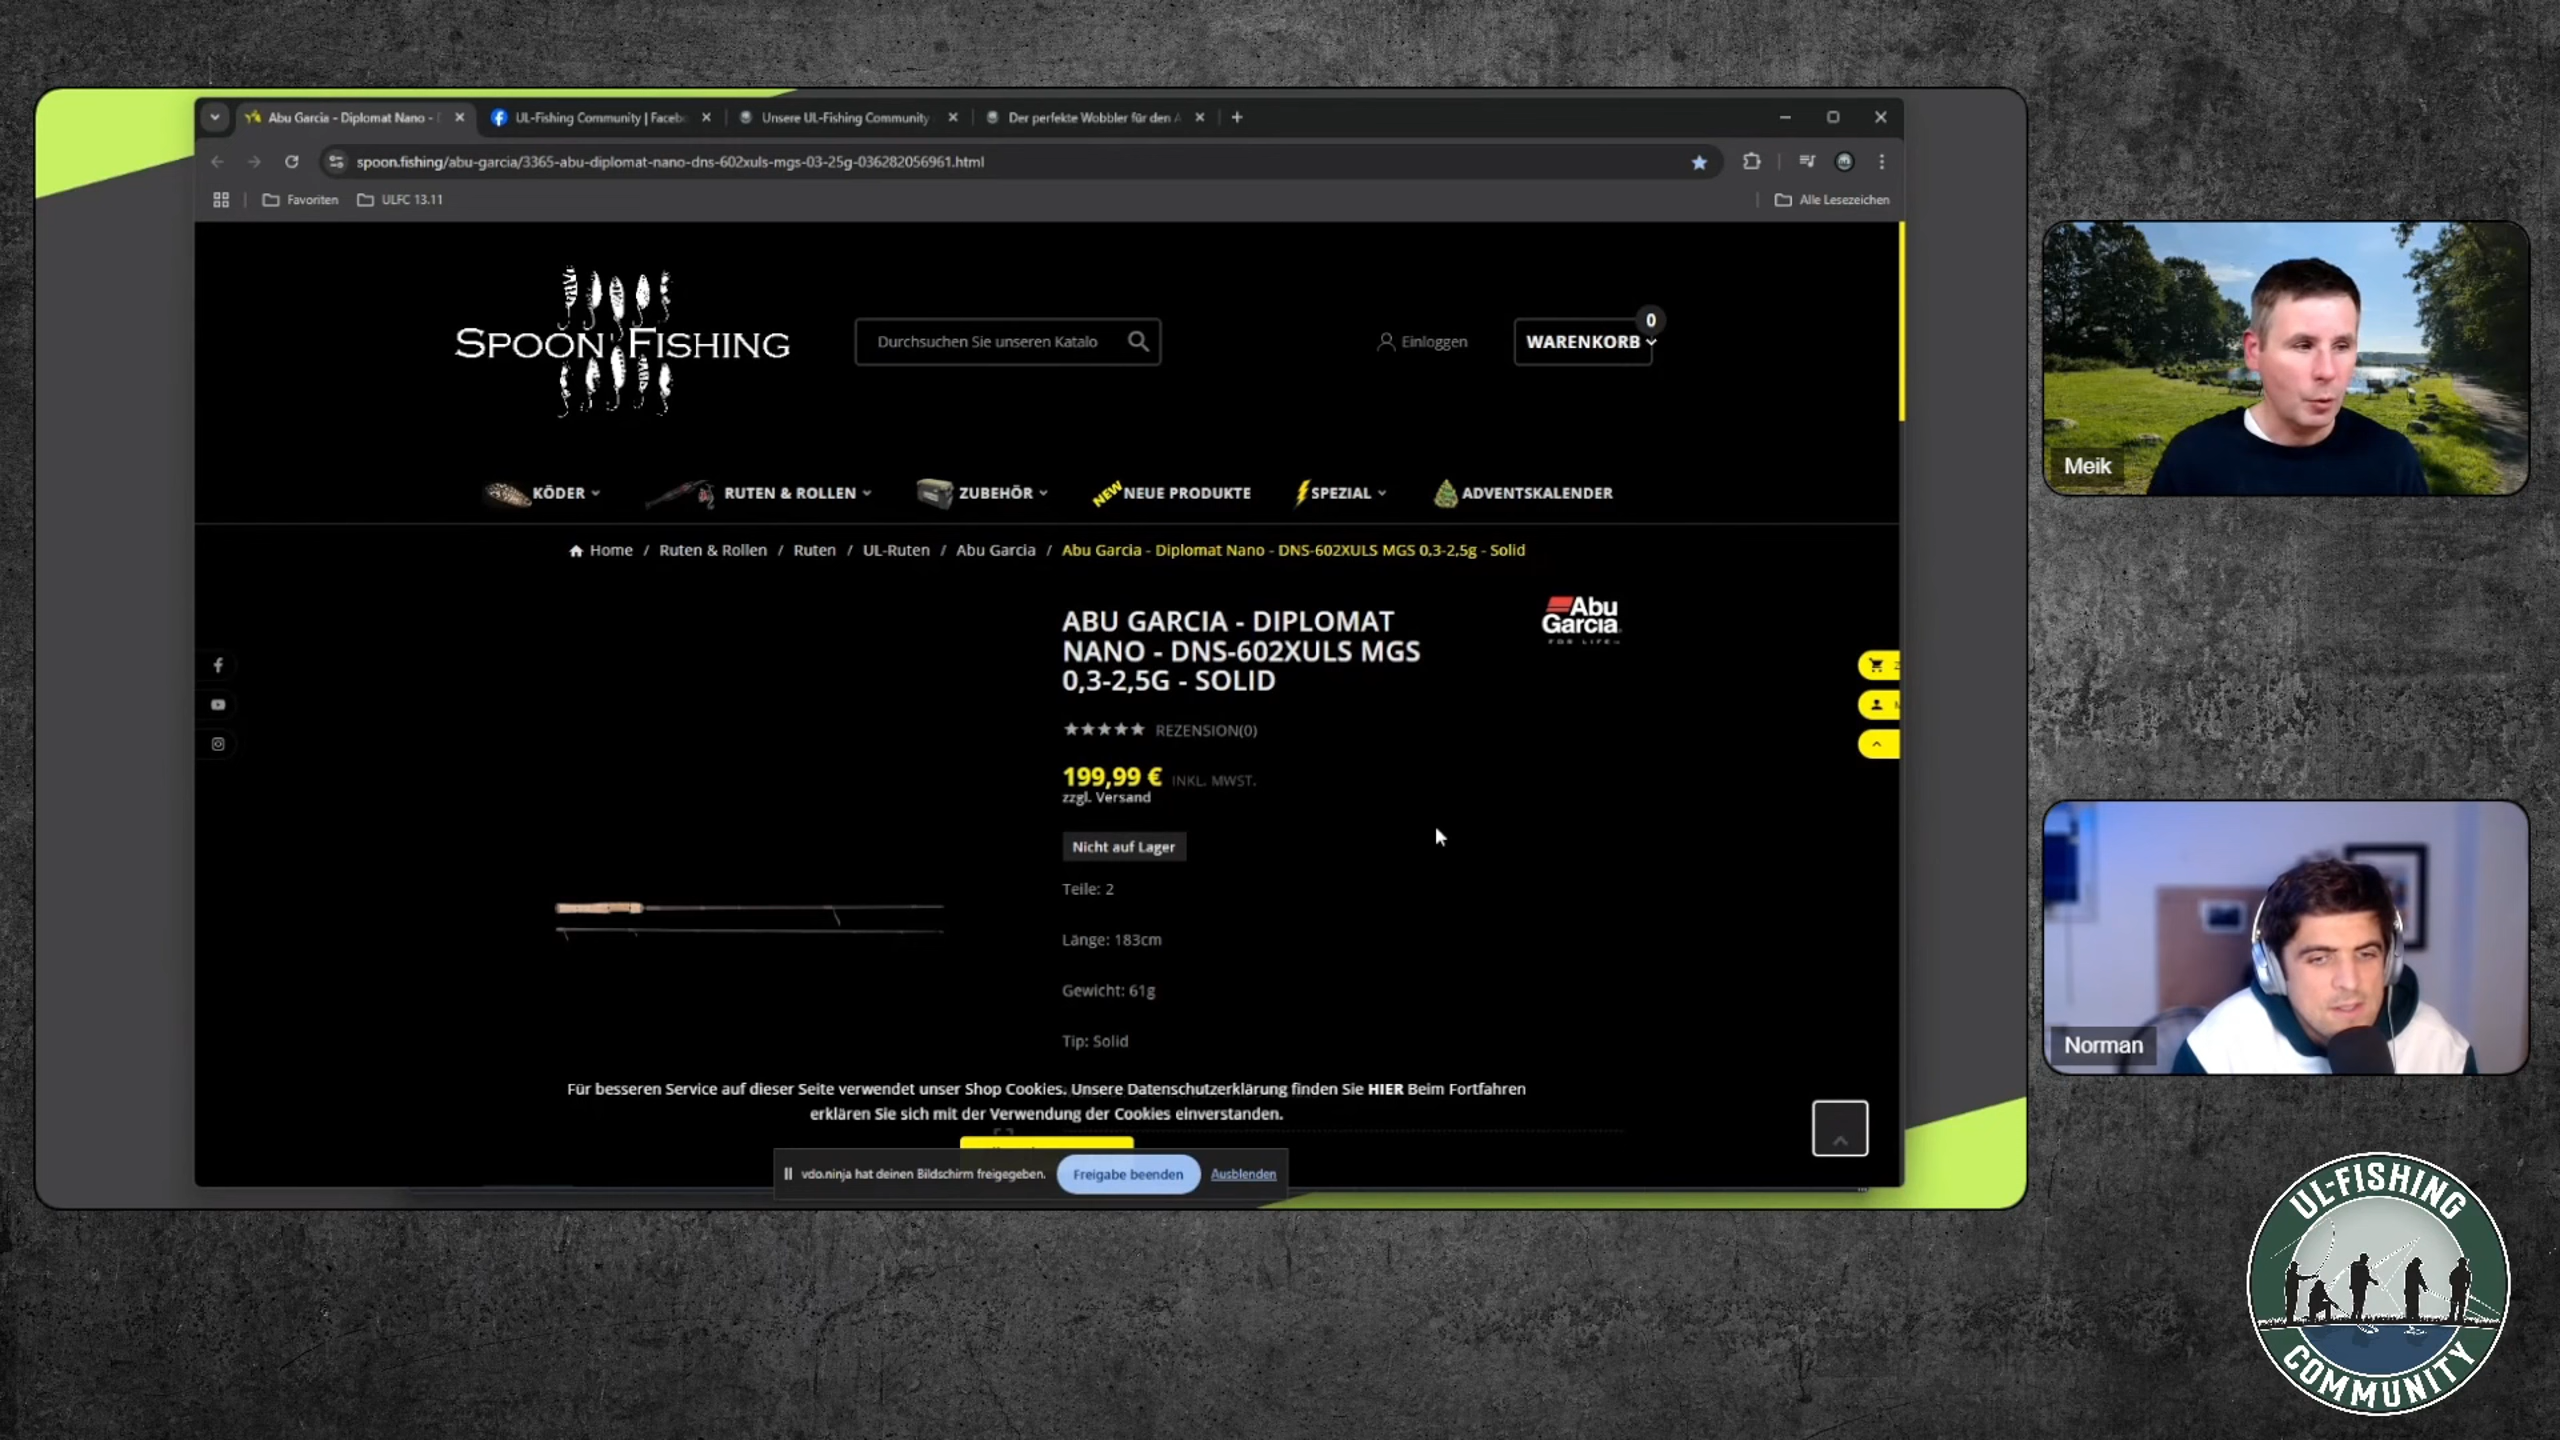 Abu Garcia - Diplomat Nano -
UL-Fishing Community | Faceb
Unsere UL-Fishing Community
Der perfekte Wobbler für den A
spoon.fishing/abu-garcia/3365-abu-diplomat-nano-dns-602xuls-mgs-03-25g-036282056961.html
Favoriten
ULFC 13.11
Alle Lesezeichen
SPOON FISHING
Durchsuchen Sie unseren Katalo
Einloggen
WARENKORB
0
KÖDER
RUTEN & ROLLEN
ZUBEHÖR
NEW NEUE PRODUKTE
SPEZIAL
ADVENTSKALENDER
Home / Ruten & Rollen / Ruten / UL-Ruten / Abu Garcia / Abu Garcia - Diplomat Nano - DNS-602XULS MGS 0,3-2,5g - Solid
ABU GARCIA - DIPLOMAT
NANO - DNS-602XULS MGS
0,3-2,5G - SOLID
Abu
Garcia
FOR LIFE
REZENSION(0)
199,99 € INKL. MWST.
zzgl. Versand
Nicht auf Lager
Teile: 2
Länge: 183cm
Gewicht: 61g
Tip: Solid
Für besseren Service auf dieser Seite verwendet unser Shop Cookies. Unsere Datenschutzerklärung finden Sie HIER Beim Fortfahren
erklären Sie sich mit der Verwendung der Cookies einverstanden.
vdo.ninja hat deinen Bildschirm freigegeben.
Freigabe beenden
Ausblenden
Meik
Norman
UL-FISHING
COMMUNITY